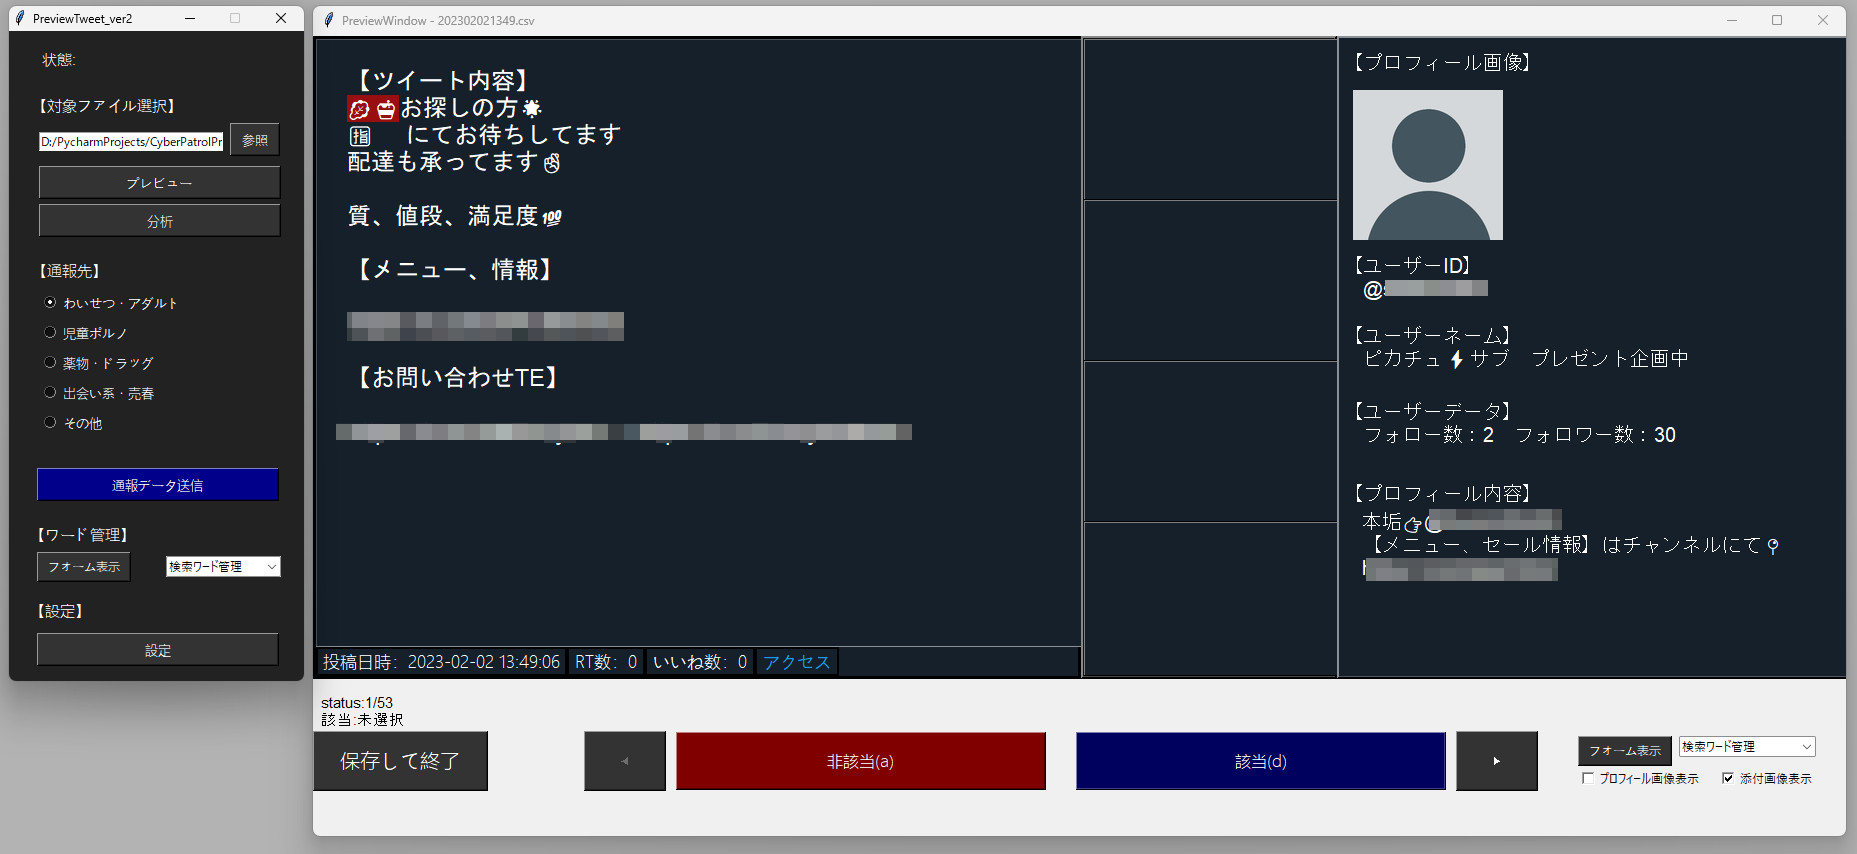 PreviewTweet_ver2
状態:
【対象ファイル選択】
D:/PycharmProjects/CyberPatrolPr
参照
プレビュー
分析
【通報先】
わいせつ・アダルト
児童ポルノ
薬物・ドラッグ
出会い系・売春
その他
通報データ送信
【ワード管理】
フォーム表示
検索ワード管理
【設定】
設定
PreviewWindow - 202302021349.csv
【ツイート内容】
🥦🧁お探しの方🌟
🉯 にてお待ちしてます
配達も承ってます✌
質、値段、満足度💯
【メニュー、情報】
【お問い合わせTE】
投稿日時: 2023-02-02 13:49:06 RT数: 0 いいね数: 0 アクセス
【プロフィール画像】
【ユーザーID】
@
【ユーザーネーム】
ピカチュ⚡サブ プレゼント企画中
【ユーザーデータ】
フォロー数:2 フォロワー数:30
【プロフィール内容】
本垢👉@
【メニュー、セール情報】はチャンネルにて📍
h
status:1/53
該当:未選択
保存して終了
◀
非該当(a)
該当(d)
▶
フォーム表示
検索ワード管理
プロフィール画像表示
添付画像表示